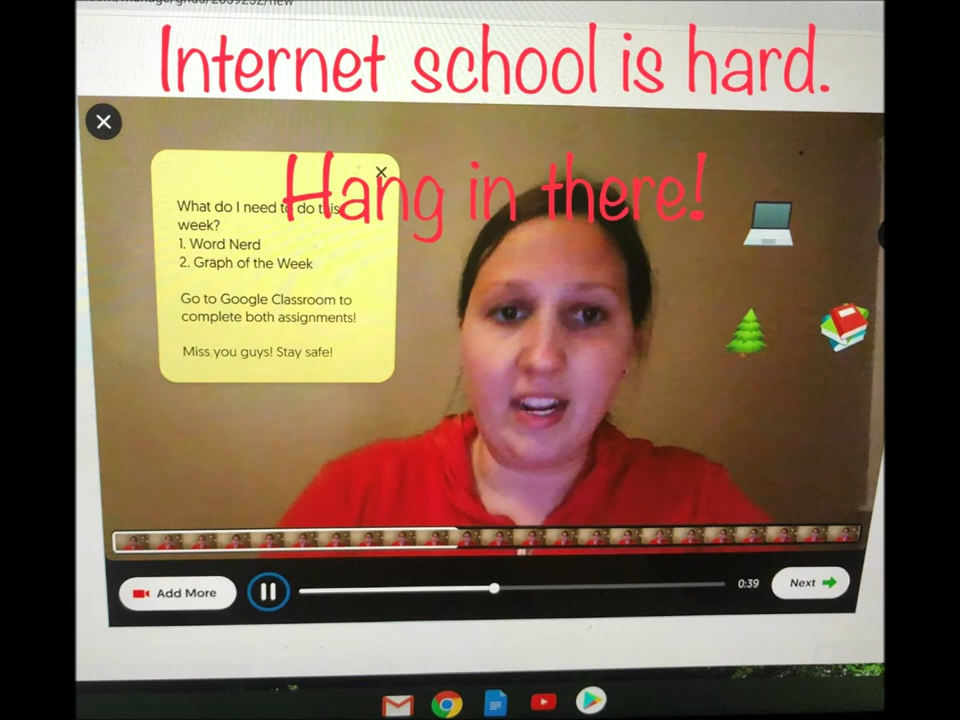 Internet school is hard.
Hang in there!
What do I need to do this
week?
1. Word Nerd
2. Graph of the Week
Go to Google Classroom to
complete both assignments!
Miss you guys! Stay safe!
Add More
0:39
Next